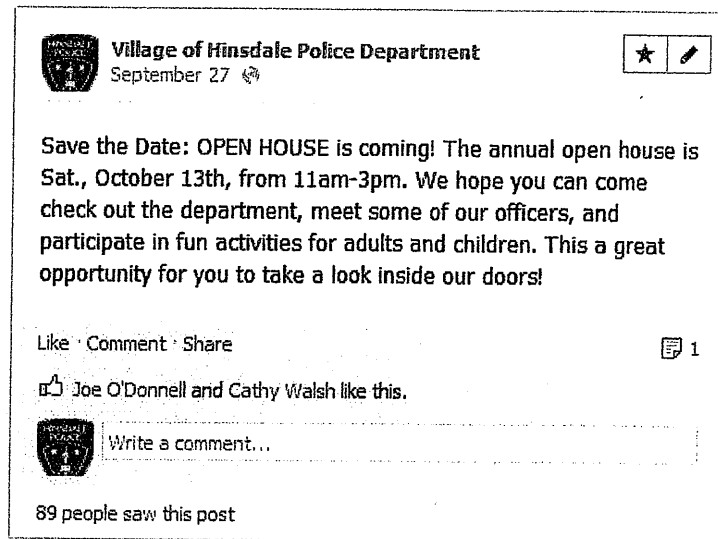 Village of Hinsdale Police Department
September 27
Save the Date: OPEN HOUSE is coming! The annual open house is
Sat., October 13th, from 11am-3pm. We hope you can come
check out the department, meet some of our officers, and
participate in fun activities for adults and children. This a great
opportunity for you to take a look inside our doors!
Like · Comment · Share
1
Joe O'Donnell and Cathy Walsh like this.
Write a comment...
89 people saw this post